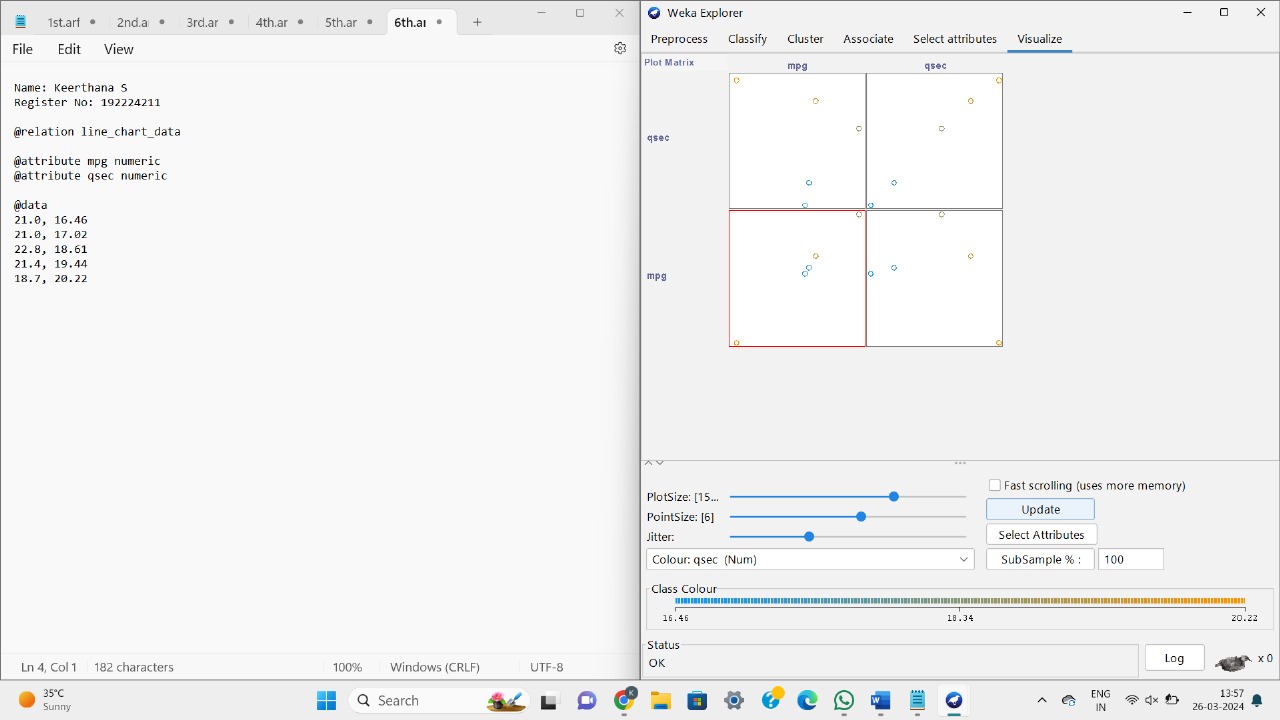 1st.arf
2nd.a
3rd.ar
4th.ar
5th.ar
6th.ar
File Edit View
Name: Keerthana S
Register No: 192224211
@relation line_chart_data
@attribute mpg numeric
@attribute qsec numeric
@data
21.0, 16.46
21.0, 17.02
22.8, 18.61
21.4, 19.44
18.7, 20.22
Ln 4, Col 1 182 characters 100% Windows (CRLF) UTF-8
Weka Explorer
Preprocess Classify Cluster Associate Select attributes Visualize
Plot Matrix
mpg qsec
qsec
mpg
PlotSize: [15...
PointSize: [6]
Jitter:
Colour: qsec (Num)
Fast scrolling (uses more memory)
Update
Select Attributes
SubSample % : 100
Class Colour
16.46 18.34 20.22
Status
OK
Log
x 0
35°C
Sunny
Search
K
W
ENG
IN
13:57
26-03-2024